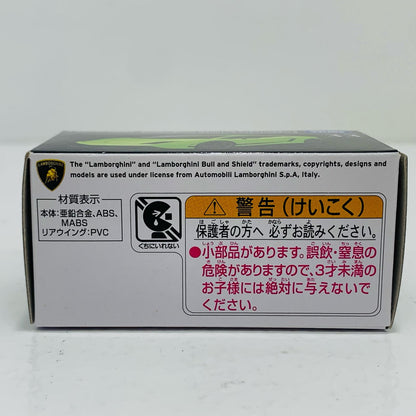 LAMBORGHINI
The "Lamborghini" and "Lamborghini Bull and Shield" trademarks, copyrights, designs and
models are used under license from Automobili Lamborghini S.p.A, Italy.
材質表示
本体:亜鉛合金、ABS、
MABS
リアウイング:PVC
くちにいれない
警告(けいこく)
保護者の方へ 必ずお読みください。
●小部品があります。誤飲・窒息の
危険がありますので、3才未満の
お子様には絶対に与えないで
ください。